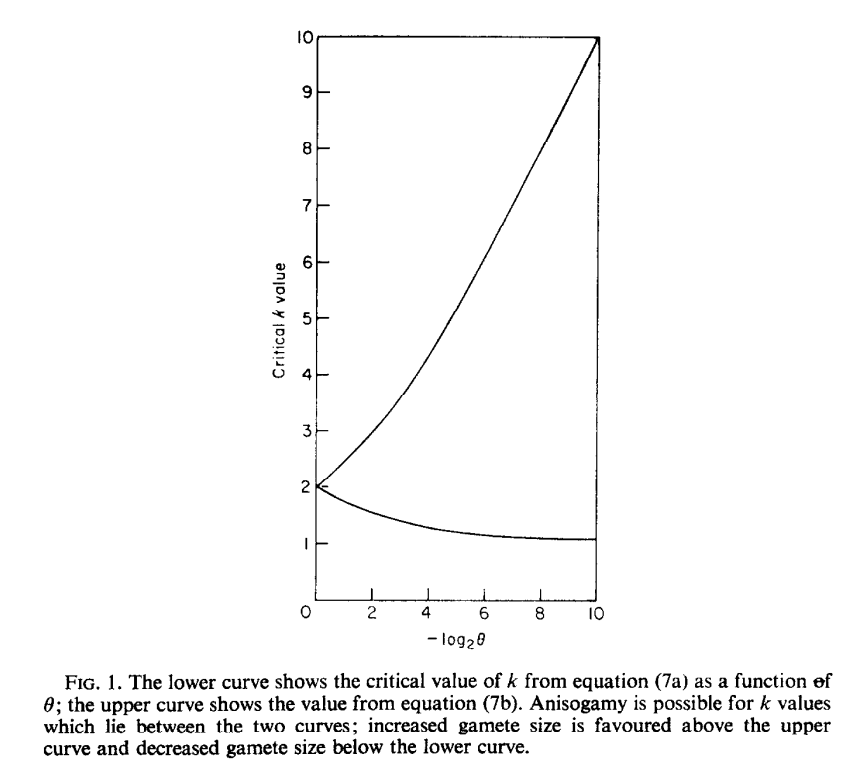 10
9
8
7
6
5
4
3
2
1
Critical k value
0 2 4 6 8 10
− log₂θ
FIG. 1. The lower curve shows the critical value of k from equation (7a) as a function of
θ; the upper curve shows the value from equation (7b). Anisogamy is possible for k values
which lie between the two curves; increased gamete size is favoured above the upper
curve and decreased gamete size below the lower curve.